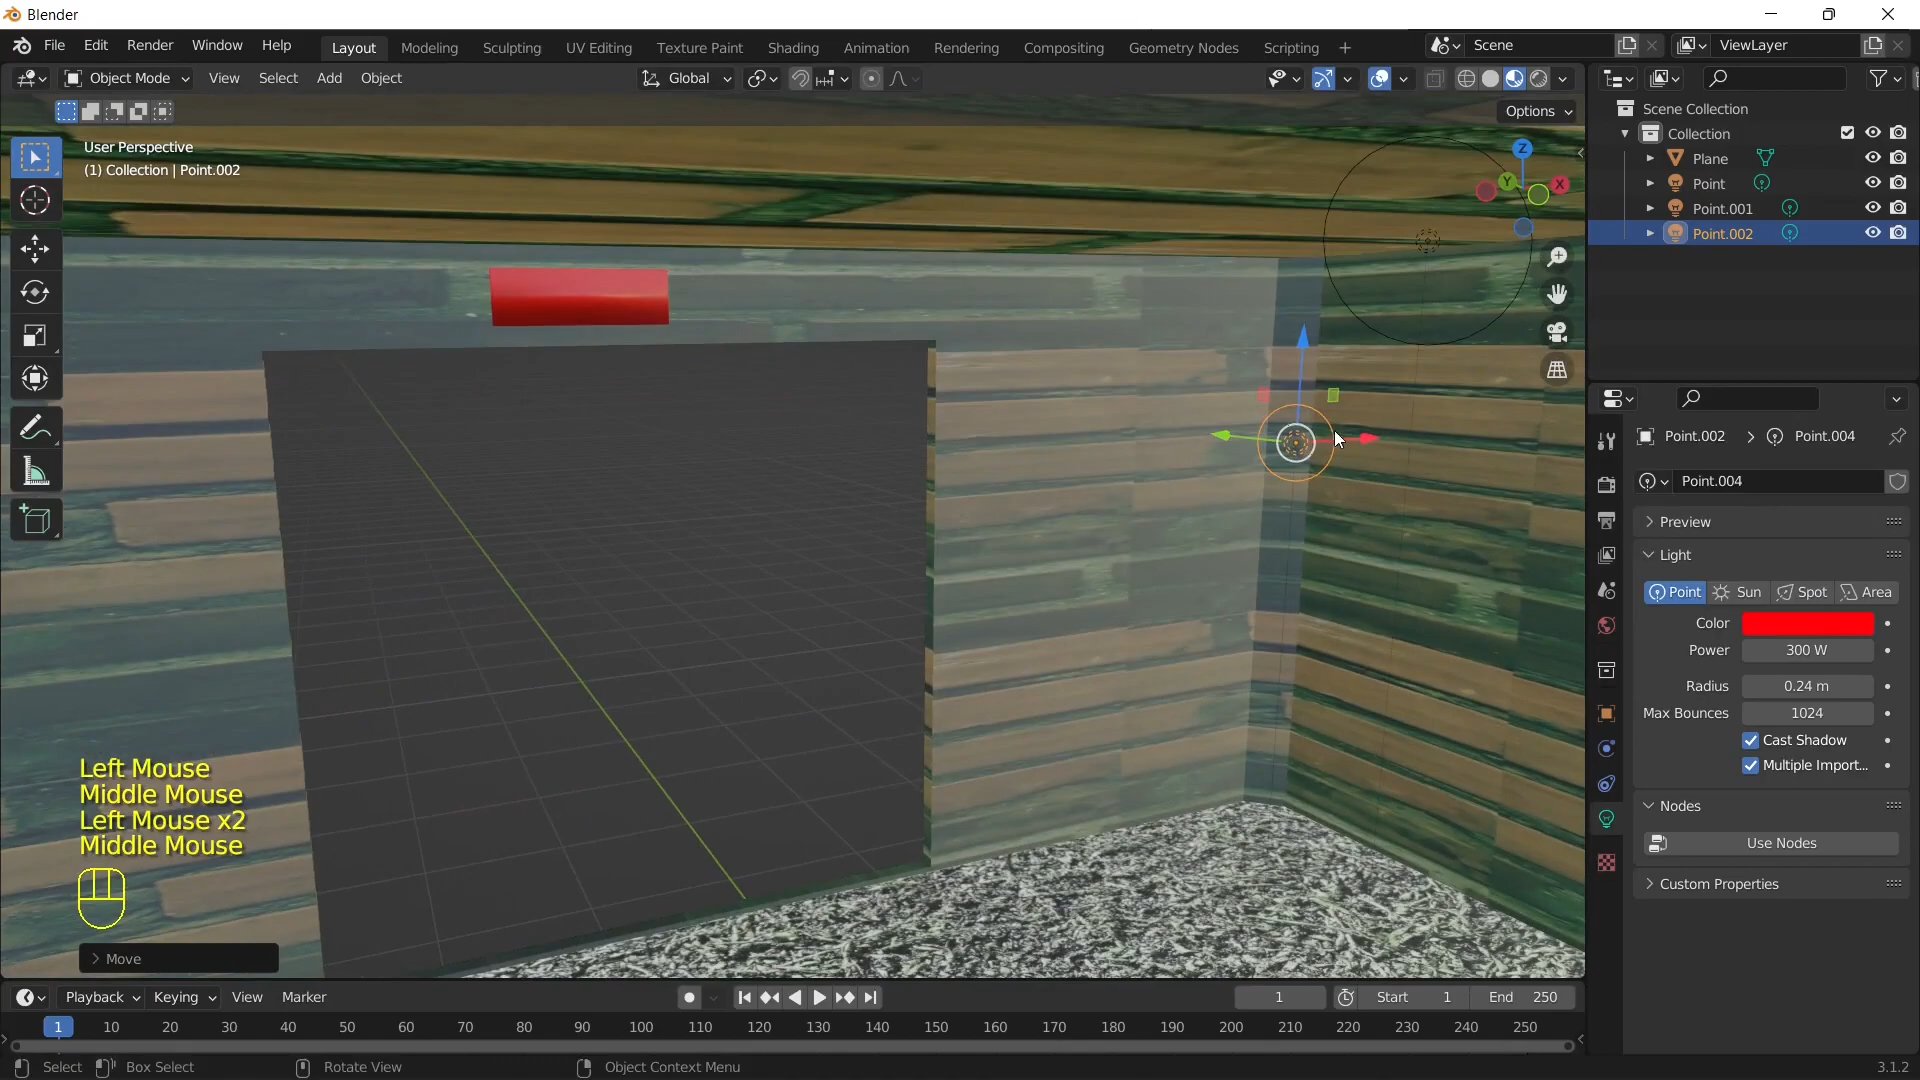 Blender
File Edit Render Window Help Layout Modeling Sculpting UV Editing Texture Paint Shading Animation Rendering Compositing Geometry Nodes Scripting + Scene ViewLayer
Object Mode View Select Add Object Global
Options
User Perspective
(1) Collection | Point.002
Z
Y
X
Scene Collection
Collection
Plane
Point
Point.001
Point.002
Point.002 > Point.004
Point.004
Preview
Light
Point Sun Spot Area
Color
Power 300 W
Radius 0.24 m
Max Bounces 1024
Cast Shadow
Multiple Import...
Nodes
Use Nodes
Custom Properties
Left Mouse
Middle Mouse
Left Mouse x2
Middle Mouse
> Move
Playback Keying View Marker 1 Start 1 End 250
1 10 20 30 40 50 60 70 80 90 100 110 120 130 140 150 160 170 180 190 200 210 220 230 240 250
Select Box Select Rotate View Object Context Menu 3.1.2